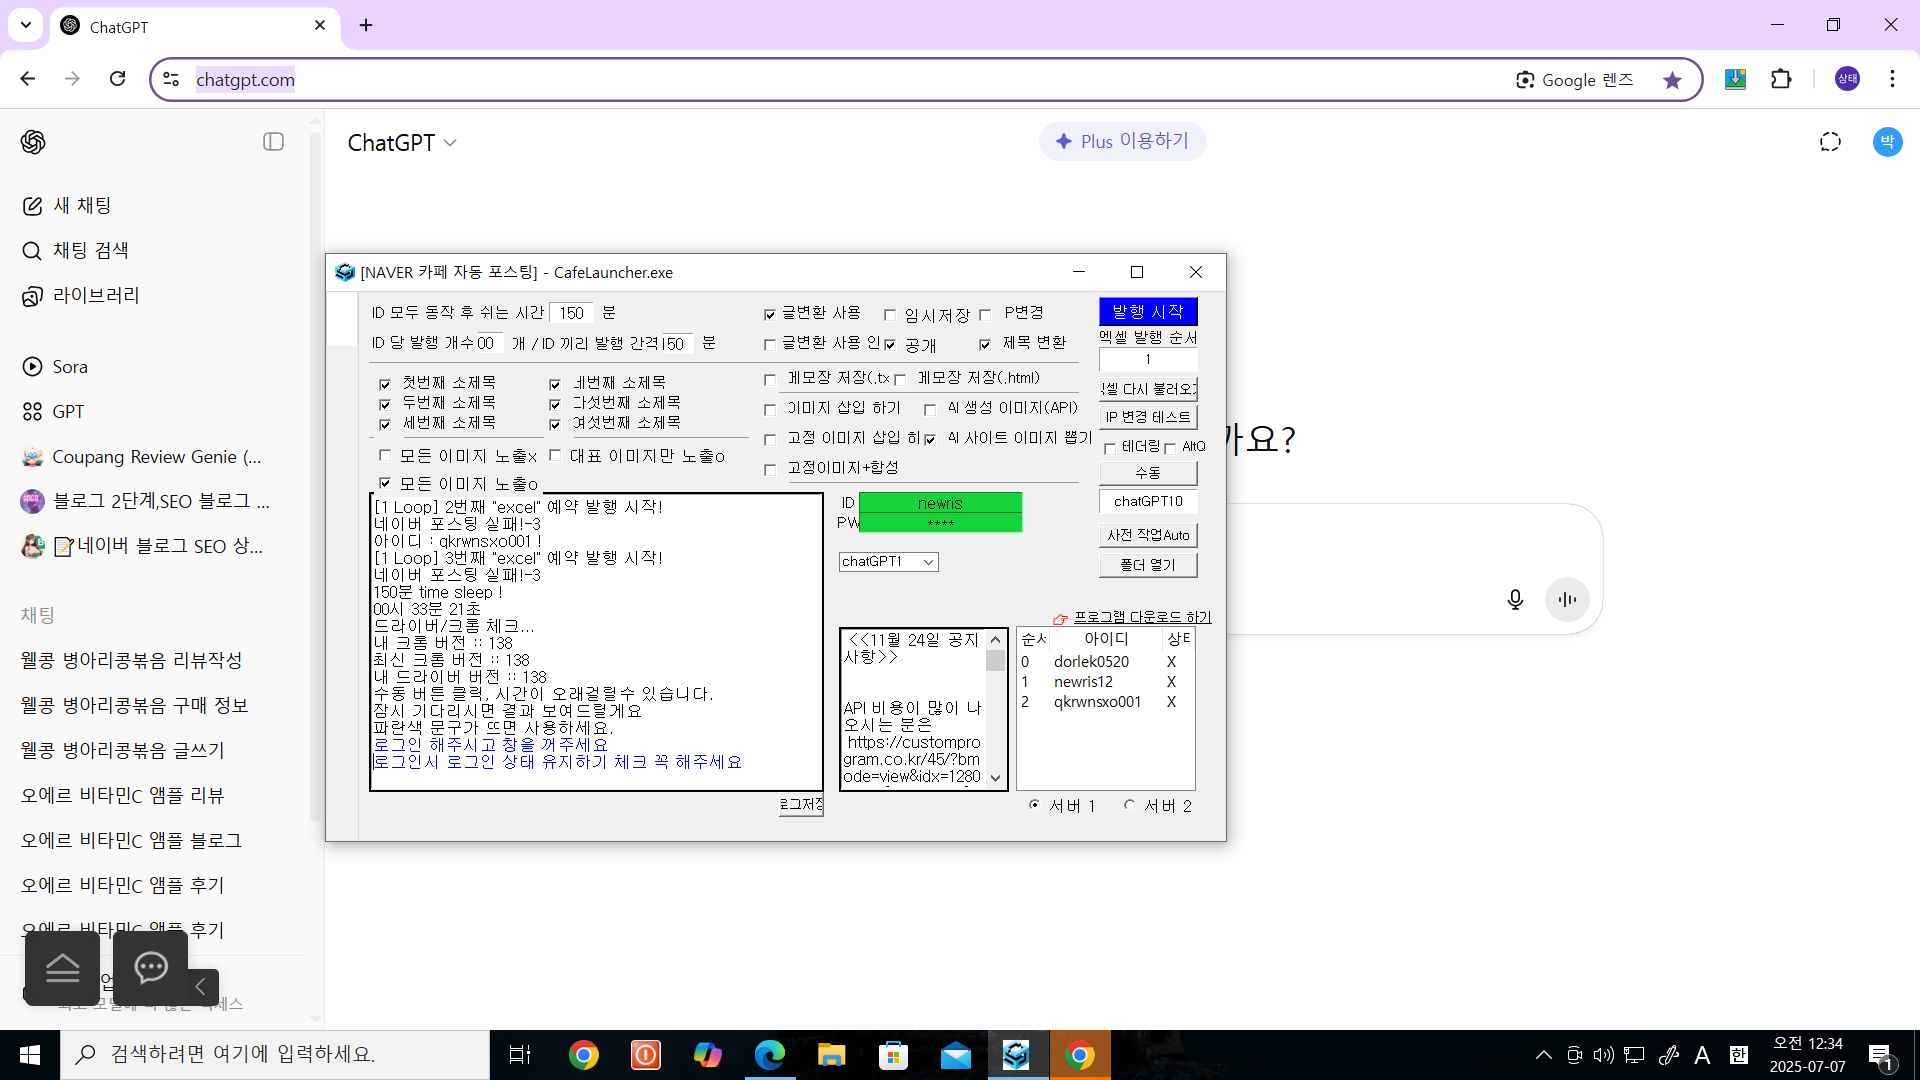 ChatGPT
chatgpt.com
Google 렌즈
상태
ChatGPT
Plus 이용하기
박
새 채팅
채팅 검색
라이브러리
Sora
GPT
Coupang Review Genie (...
블로그 2단계,SEO 블로그 ...
📝네이버 블로그 SEO 상...
채팅
웰콩 병아리콩볶음 리뷰작성
웰콩 병아리콩볶음 구매 정보
웰콩 병아리콩볶음 글쓰기
오에르 비타민C 앰플 리뷰
오에르 비타민C 앰플 블로그
오에르 비타민C 앰플 후기
오에르 비타민C 앰플 후기
까요?
[NAVER 카페 자동 포스팅] - CafeLauncher.exe
ID 모두 동작 후 쉬는 시간 150 분
ID 당 발행 개수 00 개 / ID 끼리 발행 간격 150 분
첫번째 소제목
네번째 소제목
두번째 소제목
다섯번째 소제목
세번째 소제목
여섯번째 소제목
모든 이미지 노출x
대표 이미지만 노출o
모든 이미지 노출o
글변환 사용
임시저장
P변경
글변환 사용 인
공개
제목 변환
메모장 저장(.tx
메모장 저장(.html)
이미지 삽입 하기
AI 생성 이미지(API)
고정 이미지 삽입 하
AI 사이트 이미지 뽑기
고정이미지+합성
발행 시작
엑셀 발행 순서
1
엑셀 다시 불러오기
IP 변경 테스트
테더링
AltQ
수동
chatGPT10
사전 작업Auto
폴더 열기
[1 Loop] 2번째 "excel" 예약 발행 시작!
네이버 포스팅 실패!-3
아이디 : qkrwnsxo001 !
[1 Loop] 3번째 "excel" 예약 발행 시작!
네이버 포스팅 실패!-3
150분 time sleep !
00시 33분 21초
드라이버/크롬 체크...
내 크롬 버전 :: 138
최신 크롬 버전 :: 138
내 드라이버 버전 :: 138
수동 버튼 클릭, 시간이 오래걸릴수 있습니다.
잠시 기다리시면 결과 보여드릴게요
파란색 문구가 뜨면 사용하세요.
로그인 해주시고 창을 꺼주세요
로그인시 로그인 상태 유지하기 체크 꼭 해주세요
로그저장
ID newris
PW ****
chatGPT1
프로그램 다운로드 하기
<<11월 24일 공지
사항>>
API 비용이 많이 나
오시는 분은
https://custompro
gram.co.kr/45/?bm
ode=view&idx=1280
순서 아이디 상태
0 dorlek0520 X
1 newris12 X
2 qkrwnsxo001 X
서버 1
서버 2
검색하려면 여기에 입력하세요.
A
한
오전 12:34
2025-07-07
1